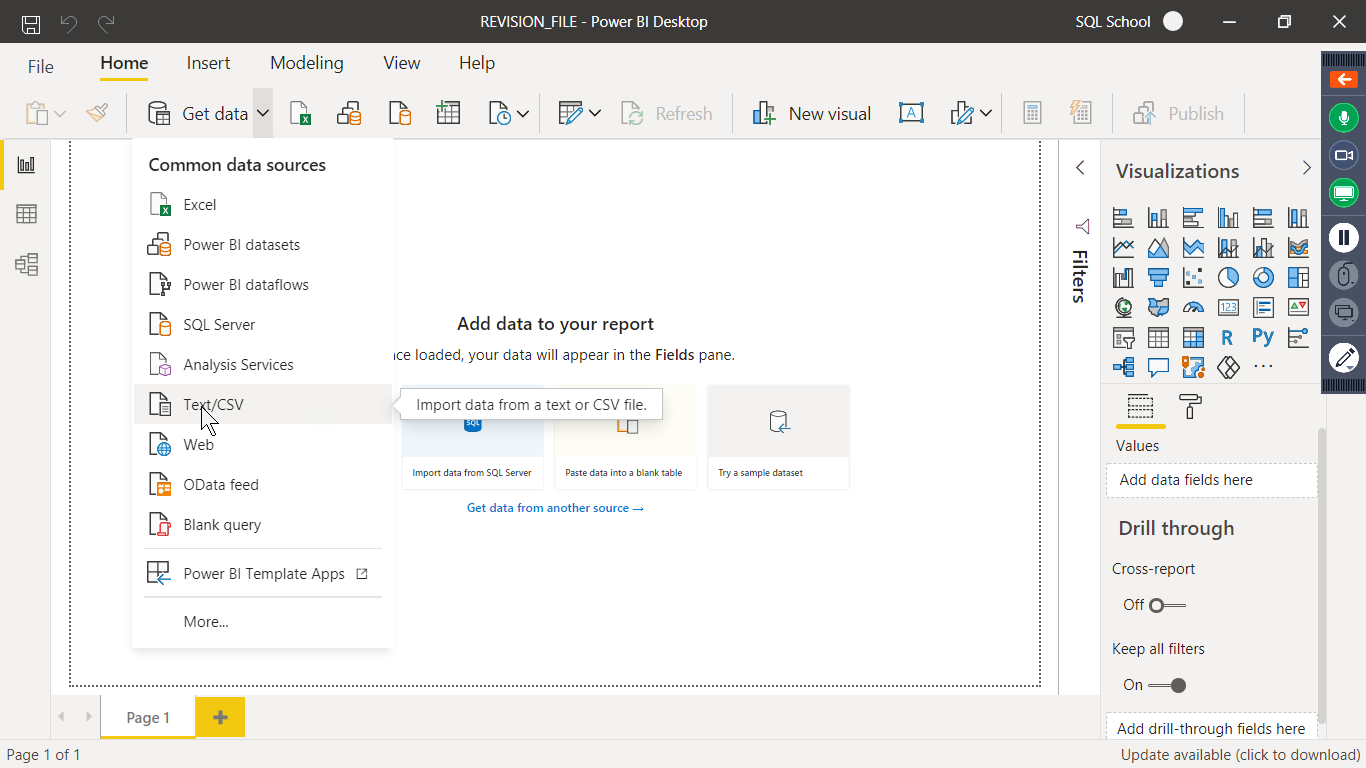 REVISION_FILE - Power BI Desktop
SQL School
File
Home
Insert
Modeling
View
Help
Get data
Refresh
New visual
Publish
Common data sources
Excel
Power BI datasets
Power BI dataflows
SQL Server
Analysis Services
Text/CSV
Web
OData feed
Blank query
Power BI Template Apps
More...
Import data from a text or CSV file.
Add data to your report
nce loaded, your data will appear in the Fields pane.
SQL
Import data from SQL Server
Paste data into a blank table
Try a sample dataset
Get data from another source →
Filters
Visualizations
123
R
Py
...
Values
Add data fields here
Drill through
Cross-report
Off
Keep all filters
On
Add drill-through fields here
Page 1
Page 1 of 1
Update available (click to download)